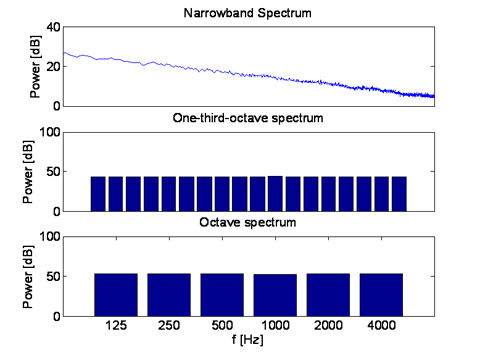 Narrowband Spectrum
40
20
0
Power [dB]
One-third-octave spectrum
100
50
0
Power [dB]
Octave spectrum
100
50
0
Power [dB]
125 250 500 1000 2000 4000
f [Hz]